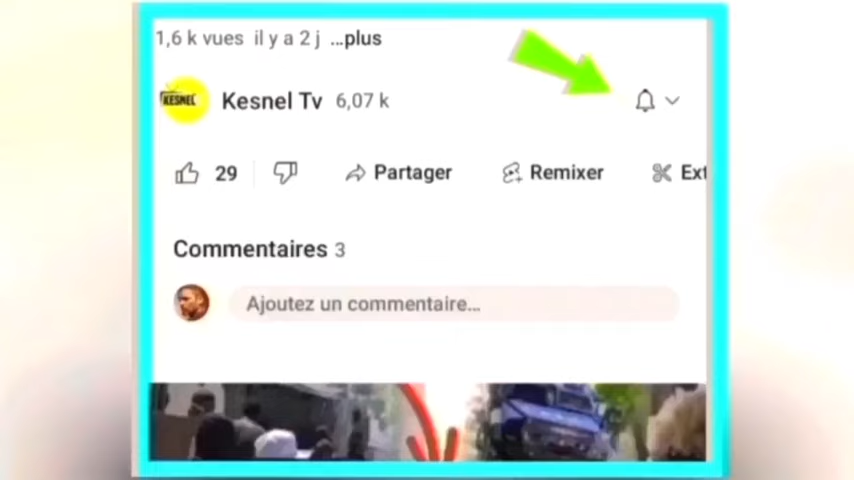 1,6 k vues il y a 2 j ...plus
KESNEL
Kesnel Tv 6,07 k
29 Partager Remixer Ext
Commentaires 3
Ajoutez un commentaire...